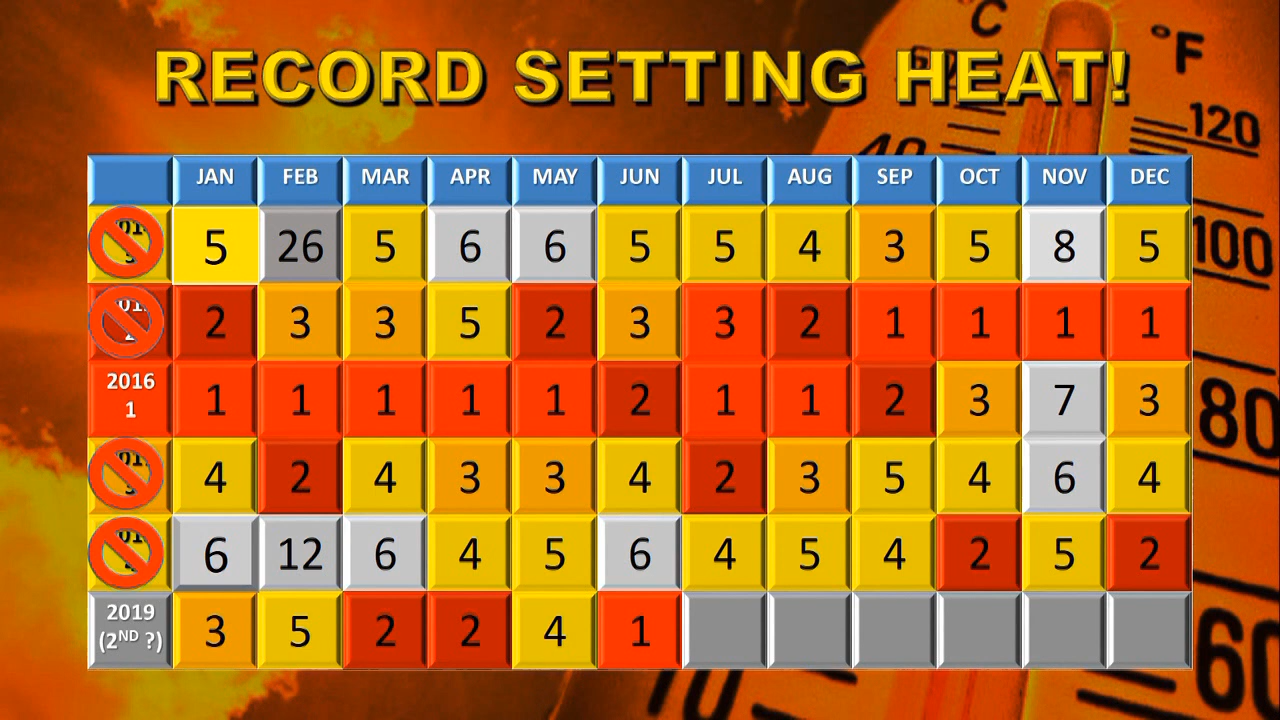 RECORD SETTING HEAT!
°C
°F
50
40
120
100
80
60
10
JAN FEB MAR APR MAY JUN JUL AUG SEP OCT NOV DEC
5 26 5 6 6 5 5 4 3 5 8 5
2 3 3 5 2 3 3 2 1 1 1 1
2016
1
1 1 1 1 1 2 1 1 2 3 7 3
4 2 4 3 3 4 2 3 5 4 6 4
6 12 6 4 5 6 4 5 4 2 5 2
2019
(2ND ?)
3 5 2 2 4 1